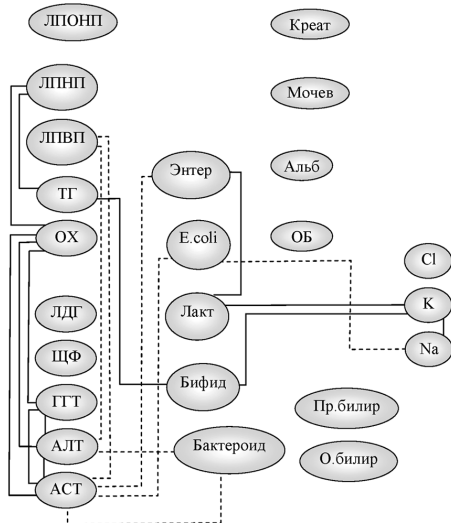 ЛПОНП
ЛПНП
ЛПВП
ТГ
ОХ
ЛДГ
ЩФ
ГГТ
АЛТ
АСТ
Энтер
E.coli
Лакт
Бифид
Бактероид
Креат
Мочев
Альб
ОБ
Cl
K
Na
Пр.билир
О.билир